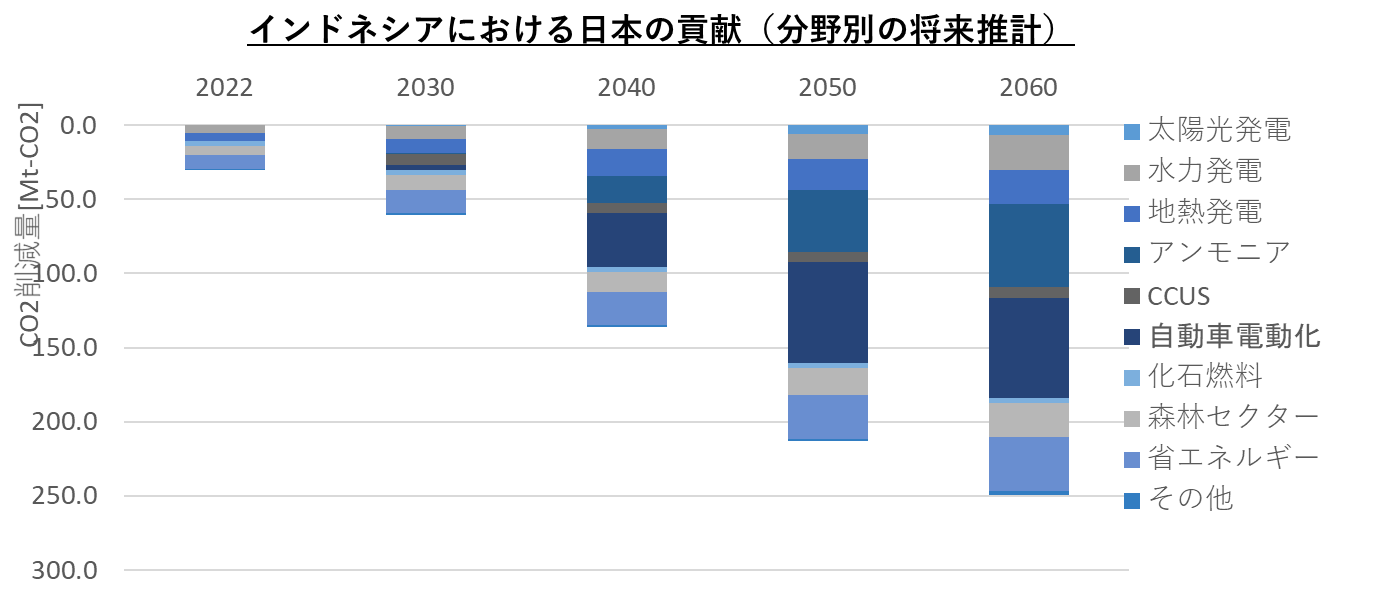 インドネシアにおける日本の貢献（分野別の将来推計）
2022 2030 2040 2050 2060
CO2削減量[Mt-CO2]
0.0
50.0
100.0
150.0
200.0
250.0
300.0
太陽光発電
水力発電
地熱発電
アンモニア
CCUS
自動車電動化
化石燃料
森林セクター
省エネルギー
その他